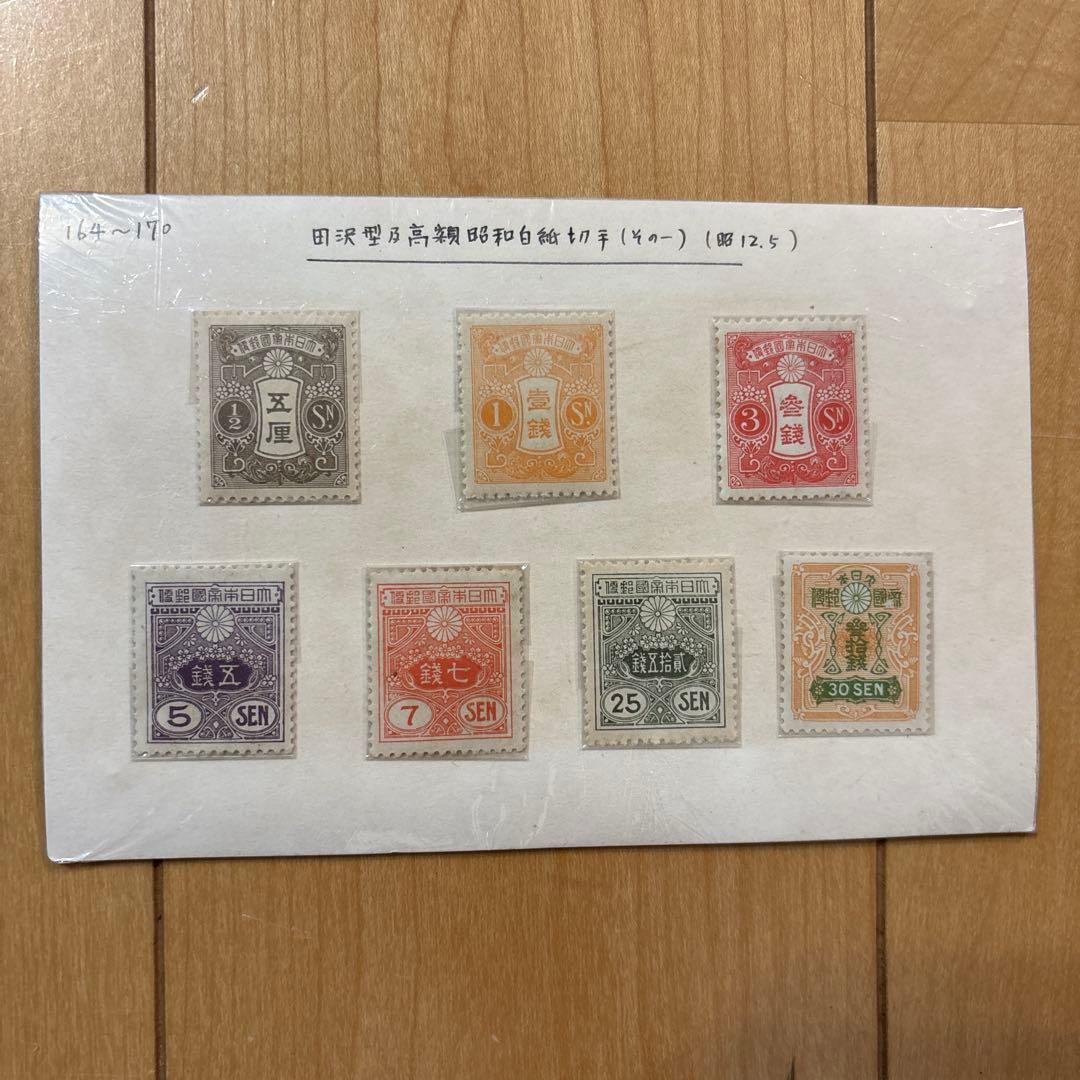 164～170
田沢型及高額昭和白紙切手(その一) (昭12.5)
便郵國帝本日大
五厘
1/2
SN.
便郵國帝本日大
壹錢
1
SN.
便郵國帝本日大
參錢
3
SN.
便郵國帝本日大
錢五
5
SEN
便郵國帝本日大
錢七
7
SEN
便郵國帝本日大
錢五拾貳
25
SEN
本日大
便郵國帝
參拾錢
30 SEN